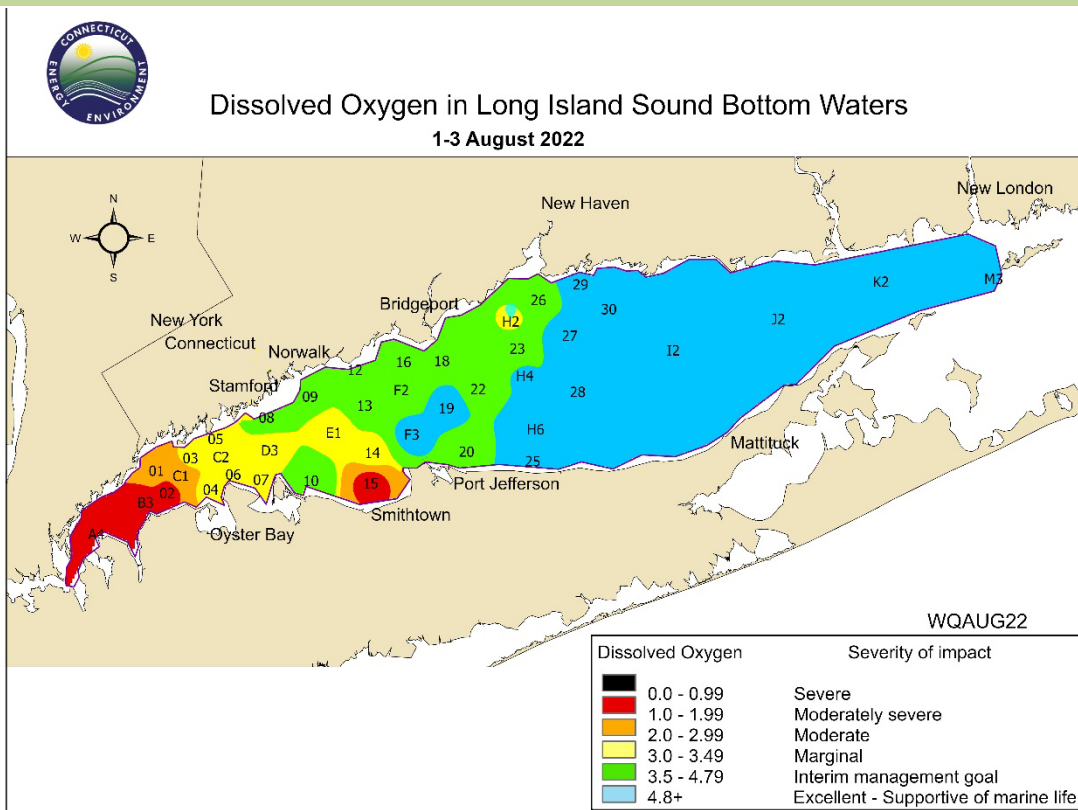 CONNECTICUT
ENERGY
ENVIRONMENT
Dissolved Oxygen in Long Island Sound Bottom Waters
1-3 August 2022
N
W
E
S
New London
New Haven
Bridgeport
New York
Connecticut
Norwalk
Stamford
Mattituck
Port Jefferson
Smithtown
Oyster Bay
M3
K2
29
26
30
J2
H2
27
23
I2
18
16
12
H4
28
22
F2
09
13
19
08
H6
F3
E1
05
20
25
14
D3
C2
03
01
C1
06
07
10
15
04
02
B3
A4
WQAUG22
Dissolved Oxygen Severity of impact
0.0 - 0.99 Severe
1.0 - 1.99 Moderately severe
2.0 - 2.99 Moderate
3.0 - 3.49 Marginal
3.5 - 4.79 Interim management goal
4.8+ Excellent - Supportive of marine life